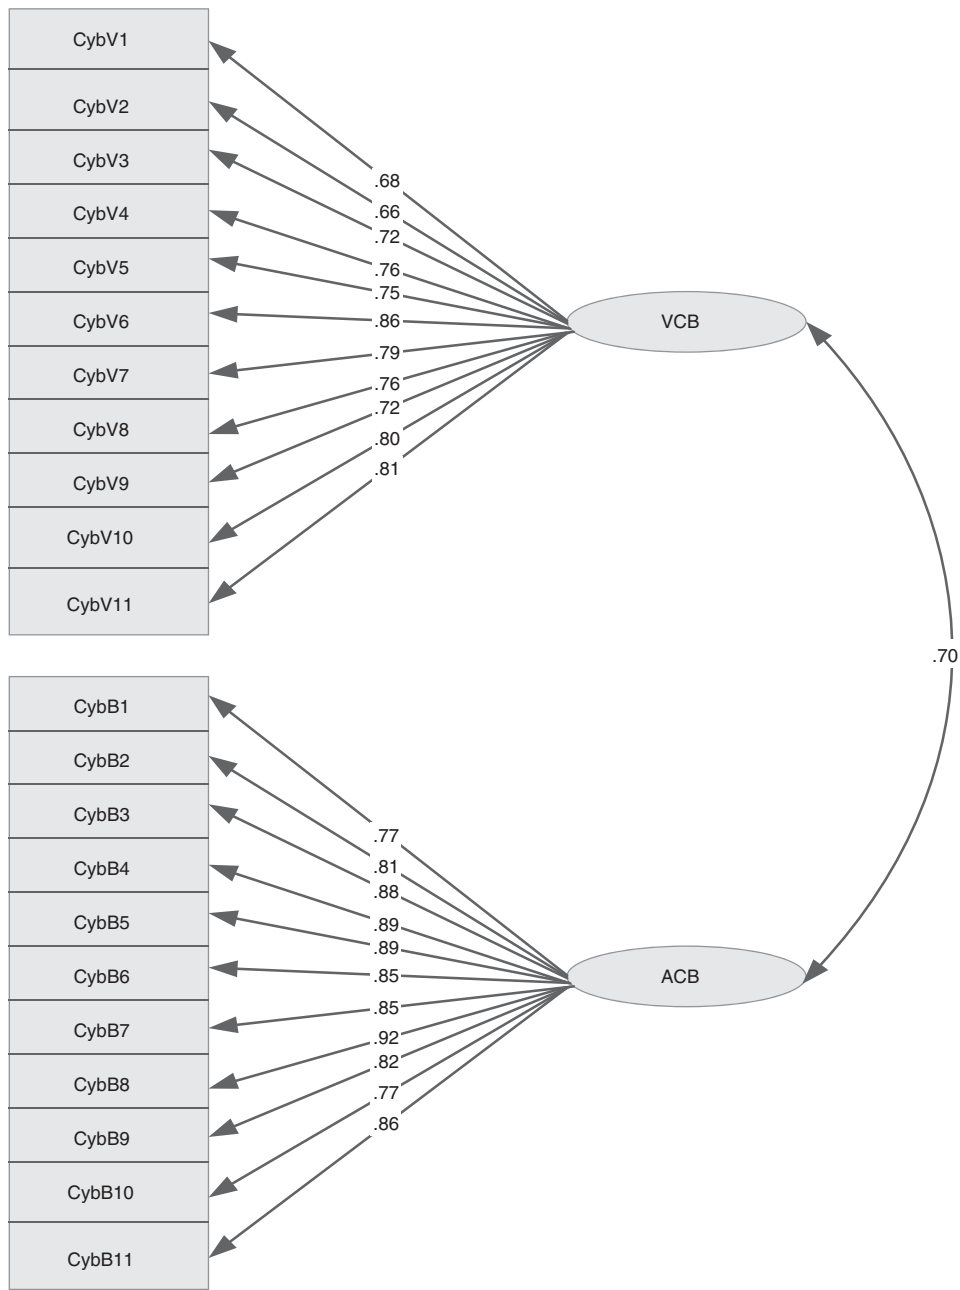 CybV1
CybV2
CybV3
CybV4
CybV5
CybV6
CybV7
CybV8
CybV9
CybV10
CybV11
.68
.66
.72
.76
.75
.86
.79
.76
.72
.80
.81
VCB
.70
CybB1
CybB2
CybB3
CybB4
CybB5
CybB6
CybB7
CybB8
CybB9
CybB10
CybB11
.77
.81
.88
.89
.89
.85
.85
.92
.82
.77
.86
ACB